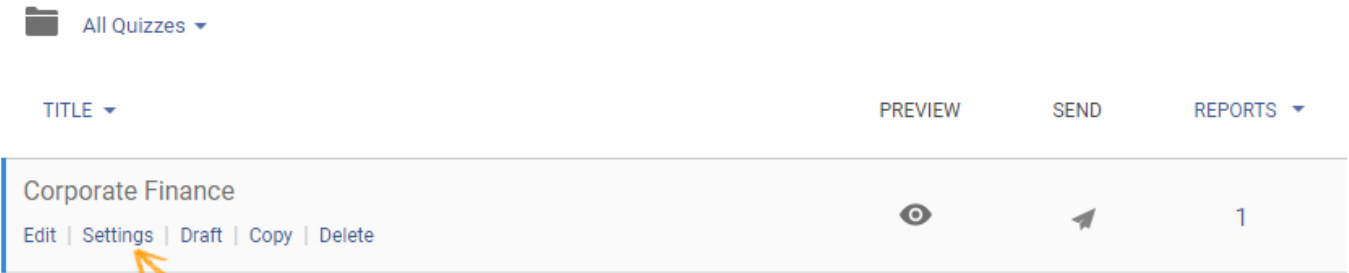 All Quizzes
TITLE PREVIEW SEND REPORTS
Corporate Finance
Edit | Settings | Draft | Copy | Delete 1